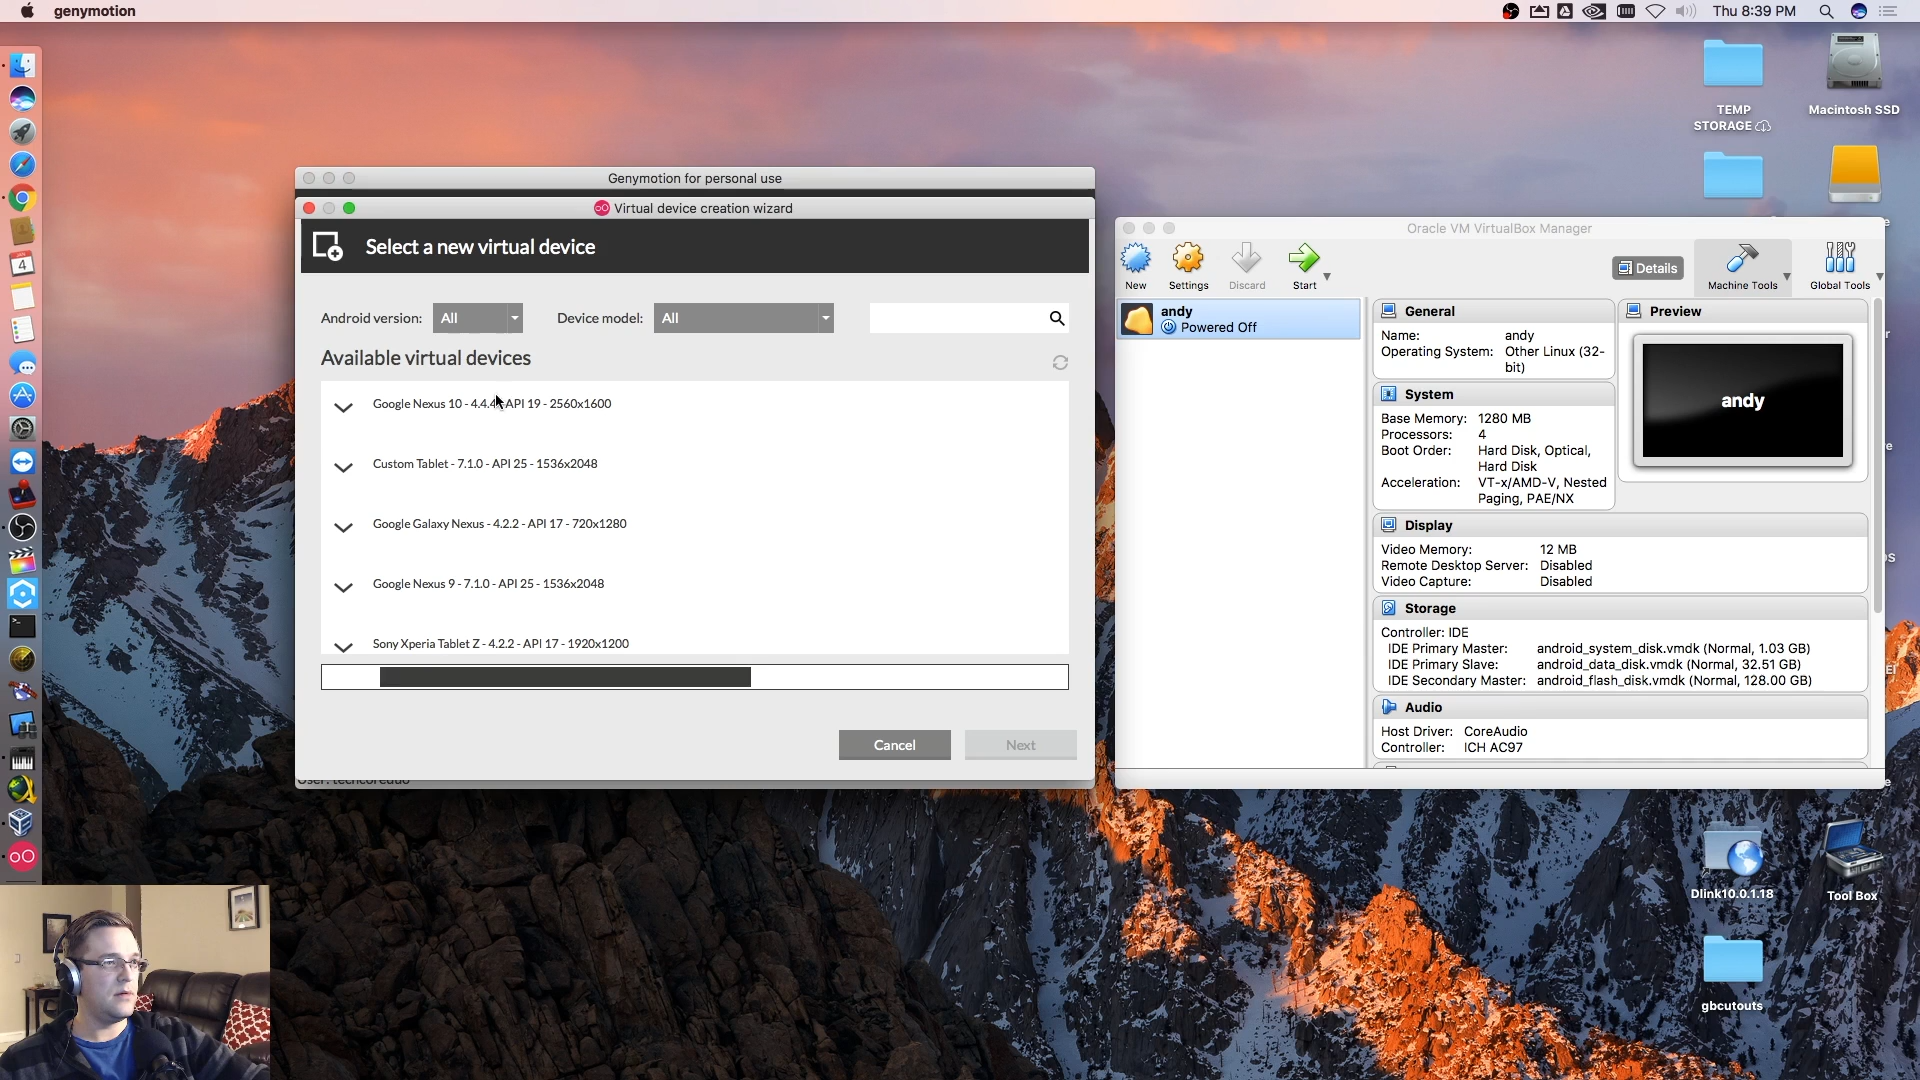 genymotion
Thu 8:39 PM
TEMP
STORAGE
Macintosh SSD
4
Genymotion for personal use
Virtual device creation wizard
Select a new virtual device
Android version: All
Device model: All
Available virtual devices
Google Nexus 10 - 4.4.4 - API 19 - 2560x1600
Custom Tablet - 7.1.0 - API 25 - 1536x2048
Google Galaxy Nexus - 4.2.2 - API 17 - 720x1280
Google Nexus 9 - 7.1.0 - API 25 - 1536x2048
Sony Xperia Tablet Z - 4.2.2 - API 17 - 1920x1200
Cancel
Next
Oracle VM VirtualBox Manager
New
Settings
Discard
Start
Details
Machine Tools
Global Tools
andy
Powered Off
General
Name: andy
Operating System: Other Linux (32-
bit)
System
Base Memory: 1280 MB
Processors: 4
Boot Order: Hard Disk, Optical,
Hard Disk
Acceleration: VT-x/AMD-V, Nested
Paging, PAE/NX
Preview
andy
Display
Video Memory: 12 MB
Remote Desktop Server: Disabled
Video Capture: Disabled
Storage
Controller: IDE
IDE Primary Master: android_system_disk.vmdk (Normal, 1.03 GB)
IDE Primary Slave: android_data_disk.vmdk (Normal, 32.51 GB)
IDE Secondary Master: android_flash_disk.vmdk (Normal, 128.00 GB)
Audio
Host Driver: CoreAudio
Controller: ICH AC97
Dlink10.0.1.18
Tool Box
gbcutouts